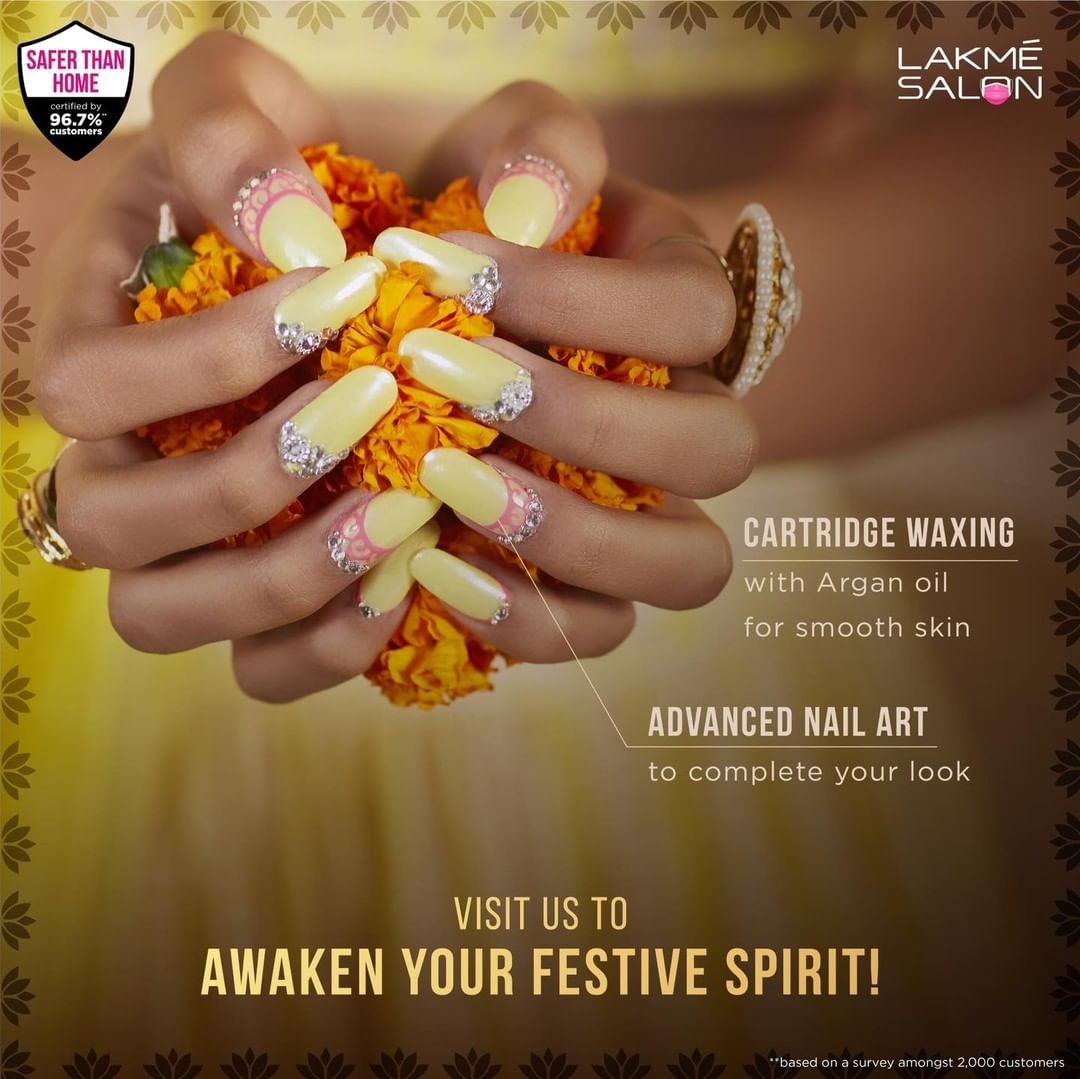 SAFER THAN
HOME
certified by
96.7%**
customers
LAKMÉ
SALON
CARTRIDGE WAXING
with Argan oil
for smooth skin
ADVANCED NAIL ART
to complete your look
VISIT US TO
AWAKEN YOUR FESTIVE SPIRIT!
**based on a survey amongst 2,000 customers